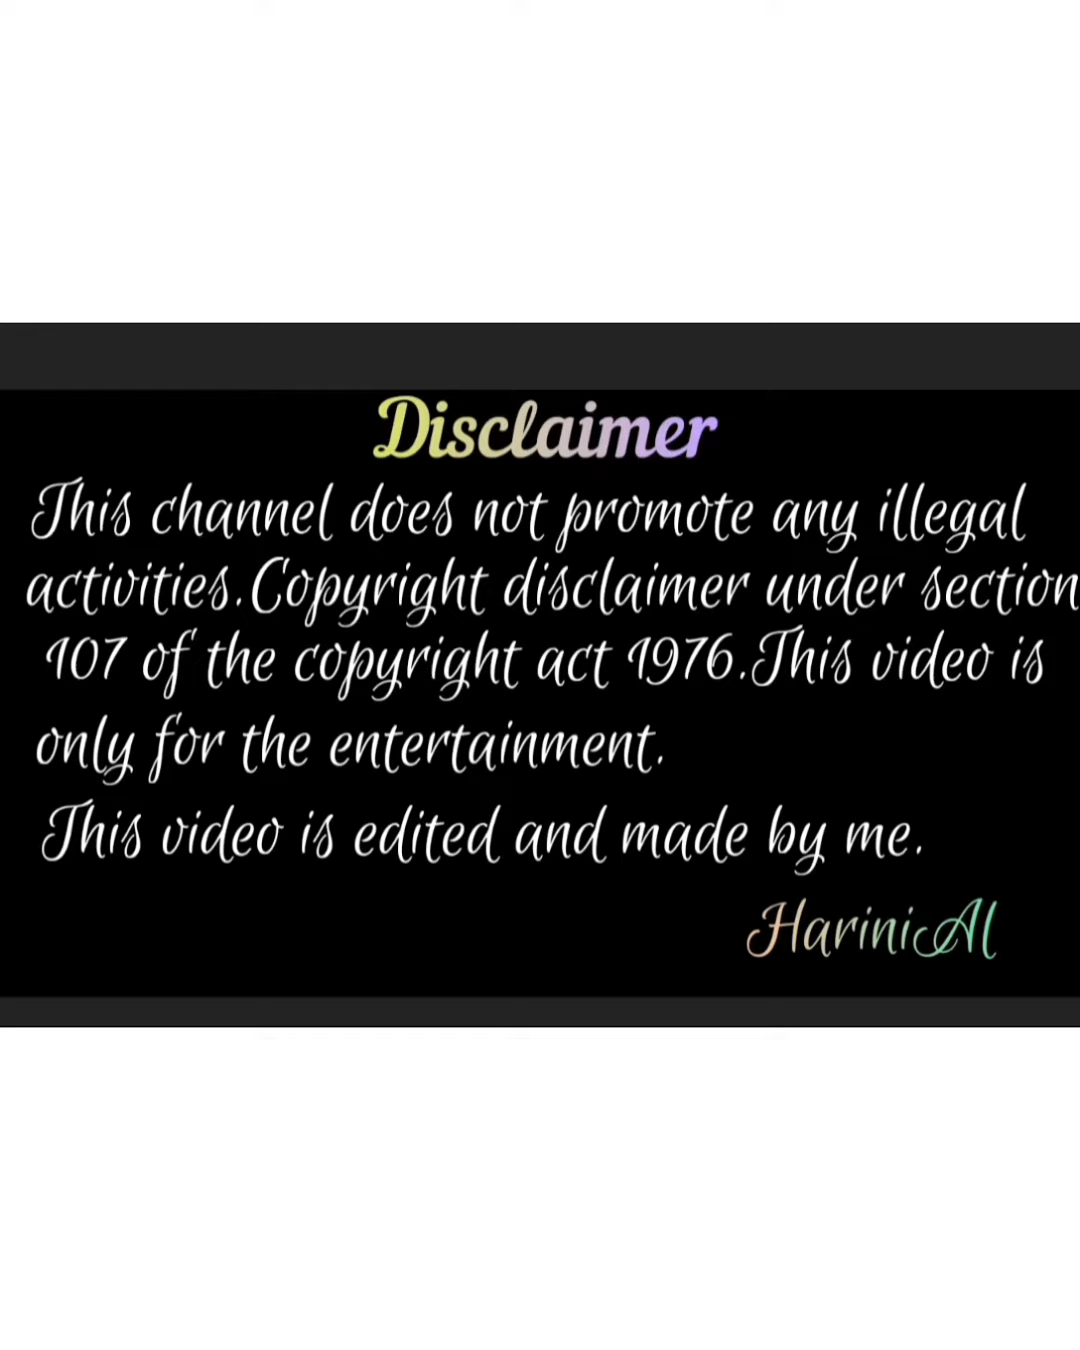 Disclaimer
This channel does not promote any illegal
activities.Copyright disclaimer under section
107 of the copyright act 1976.This video is
only for the entertainment.
This video is edited and made by me.
HariniAl